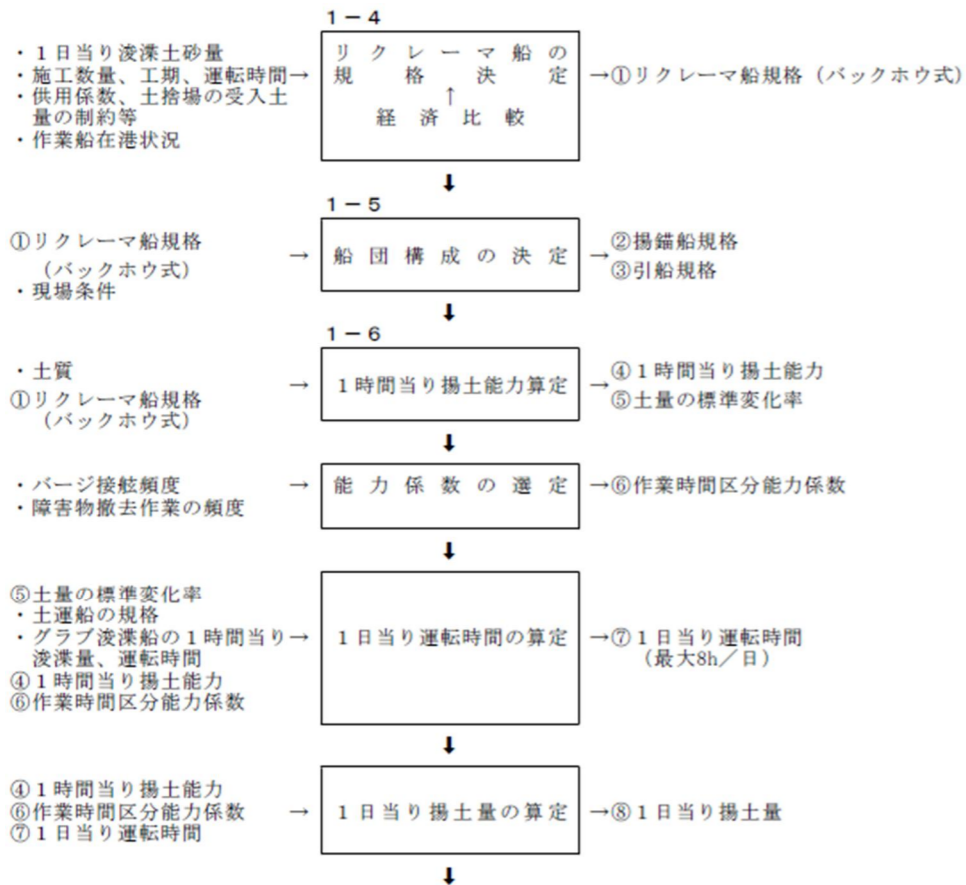 1－4
・1日当り浚渫土砂量
・施工数量、工期、運転時間→
・供用係数、土捨場の受入土
量の制約等
・作業船在港状況
リクレーマ船の
規格決定
↑
経済比較
→①リクレーマ船規格（バックホウ式）
⬇
1－5
①リクレーマ船規格
（バックホウ式）
・現場条件
→
船団構成の決定
→②揚錨船規格
③引船規格
⬇
1－6
・土質
①リクレーマ船規格
（バックホウ式）
→
1時間当り揚土能力算定
→④1時間当り揚土能力
⑤土量の標準変化率
⬇
・バージ接舷頻度
・障害物撤去作業の頻度
→
能力係数の選定
→⑥作業時間区分能力係数
⬇
⑤土量の標準変化率
・土運船の規格
・グラブ浚渫船の1時間当り→
浚渫量、運転時間
④1時間当り揚土能力
⑥作業時間区分能力係数
1日当り運転時間の算定
→⑦1日当り運転時間
（最大8h／日）
⬇
④1時間当り揚土能力
⑥作業時間区分能力係数
⑦1日当り運転時間
→
1日当り揚土量の算定
→⑧1日当り揚土量
⬇